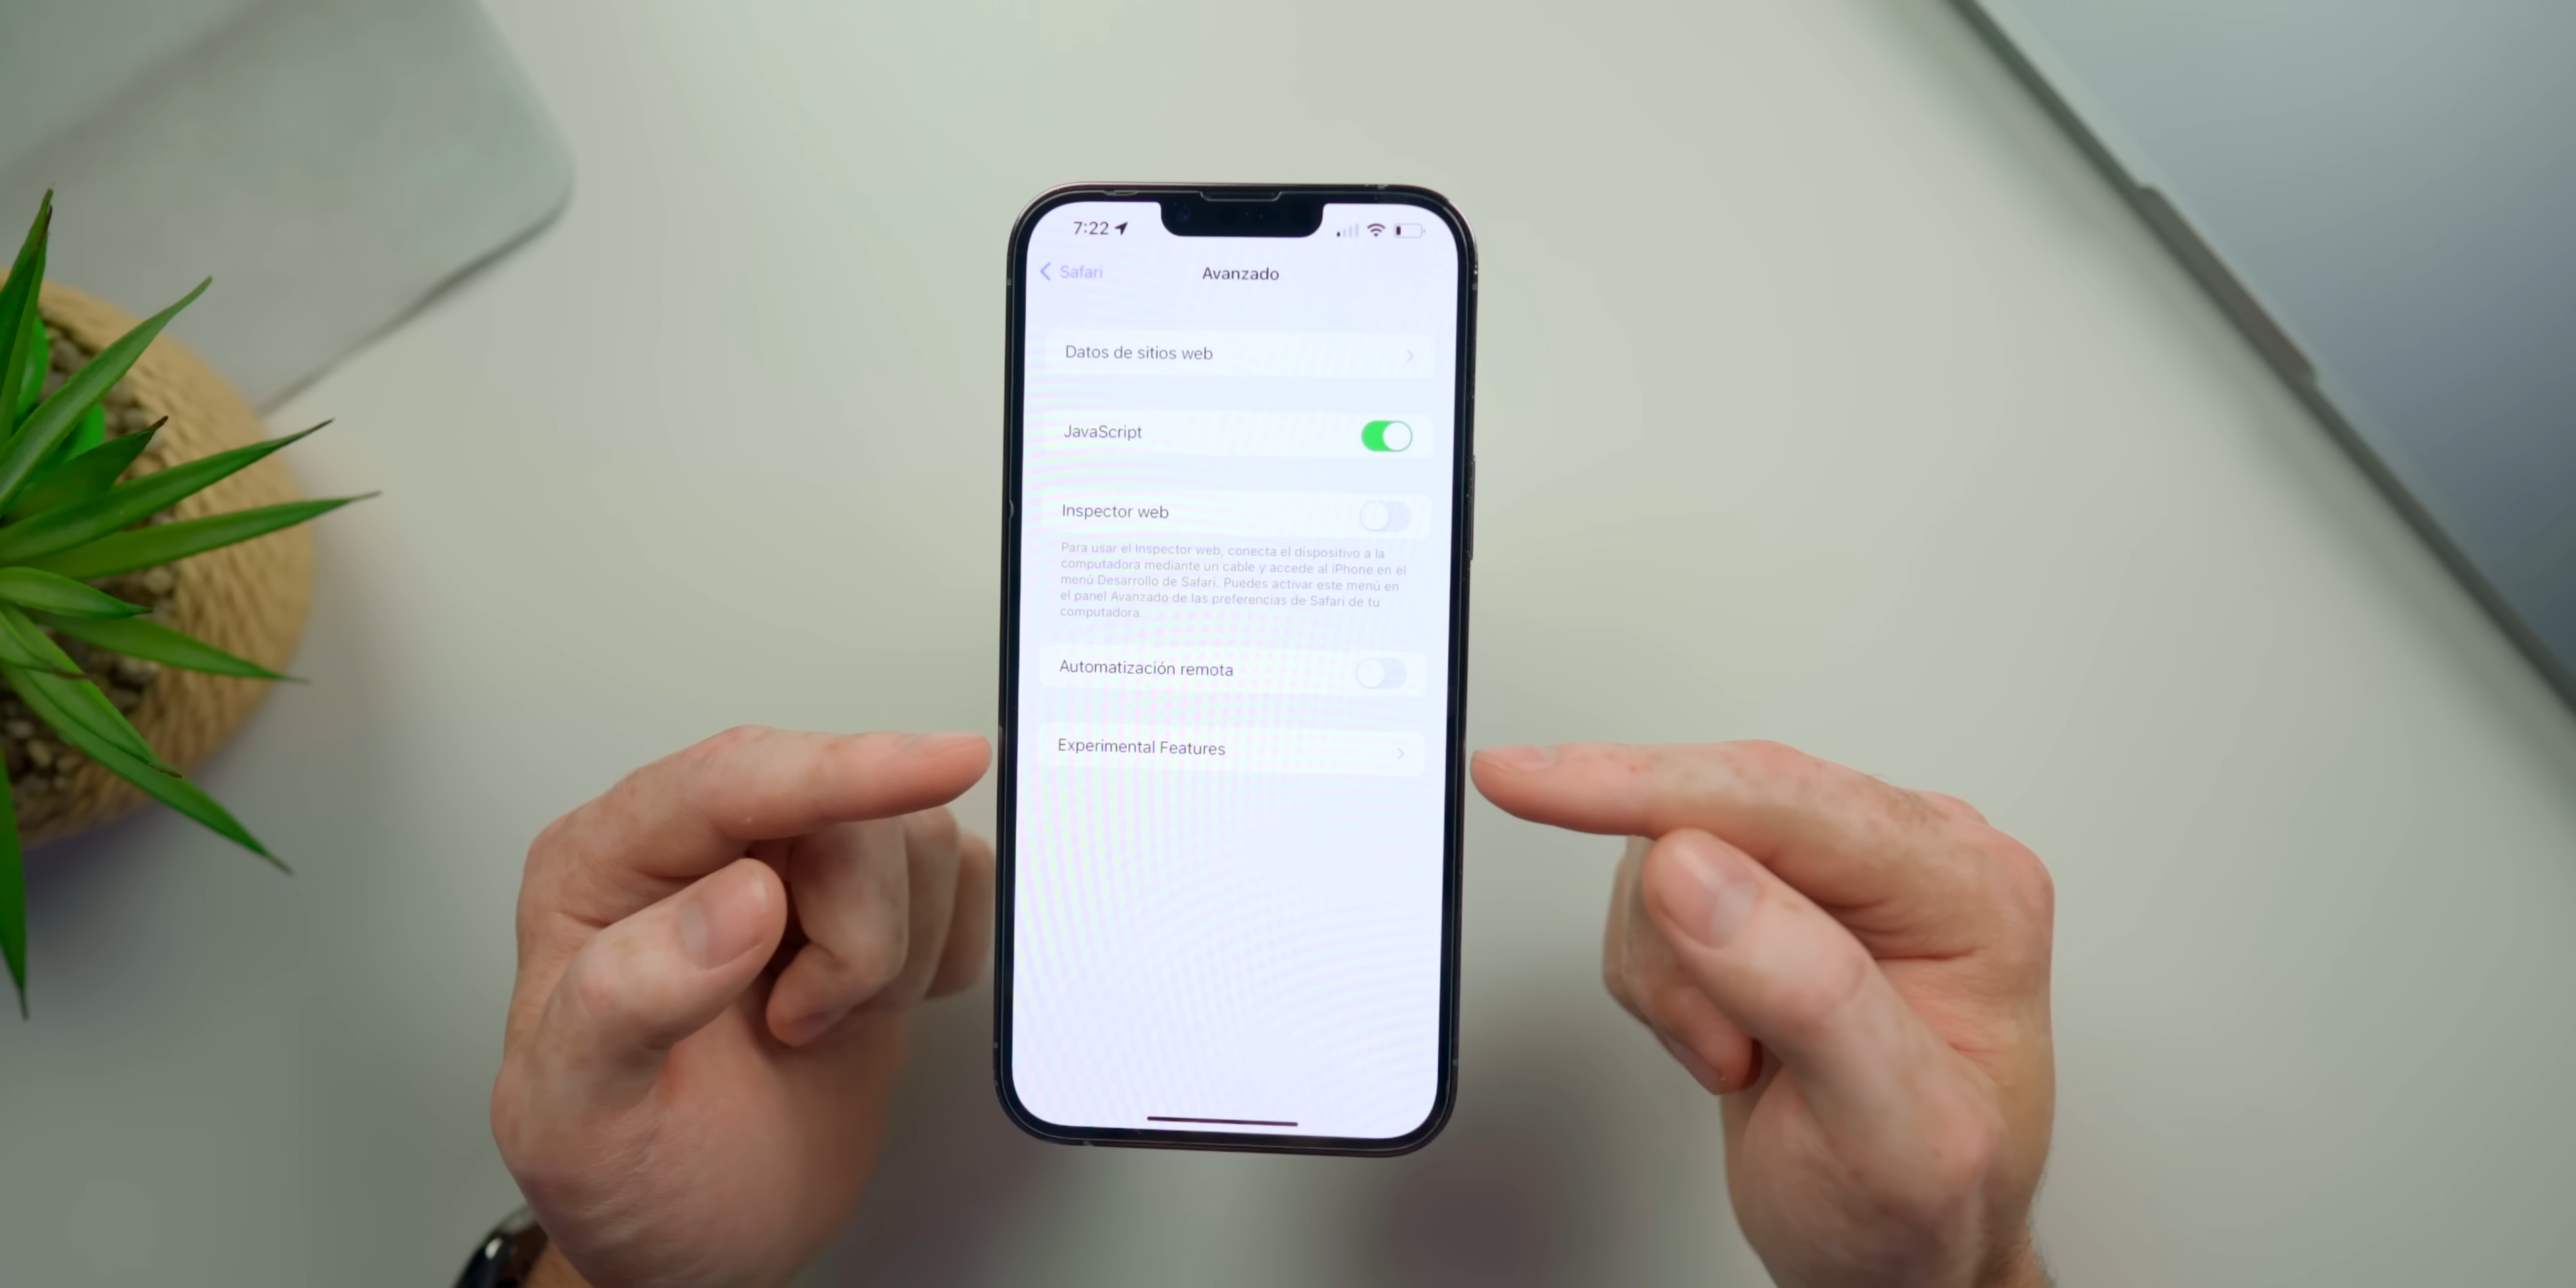 7:22
Safari
Avanzado
Datos de sitios web
JavaScript
Inspector web
Para usar el Inspector web, conecta el dispositivo a la
computadora mediante un cable y accede al iPhone en el
menú Desarrollo de Safari. Puedes activar este menú en
el panel Avanzado de las preferencias de Safari de tu
computadora.
Automatización remota
Experimental Features